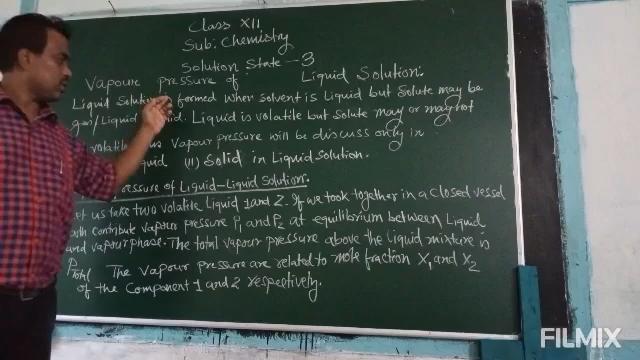 Class XII
Sub: Chemistry
Solution State - 3
Vapoure pressure of Liquid Solution:
Liquid Solution formed when solvent is Liquid but Solute may be
gas/Liquid. Liquid is volatile but Solute may or may not
volatile Vapour pressure will be discuss only in
(II) Solid in Liquid solution.
pressure of Liquid-Liquid Solution:
Let us take two volatile Liquid 1 and 2. If we took together in a closed vessel
both contribute vapour pressure P1 and P2 at equilibrium between Liquid
and vapour phase. The total vapour pressure above the liquid mixture is
P Total The vapour pressure are related to mole fraction X1 and X2
of the Component 1 and 2 respectively.
FILMIX